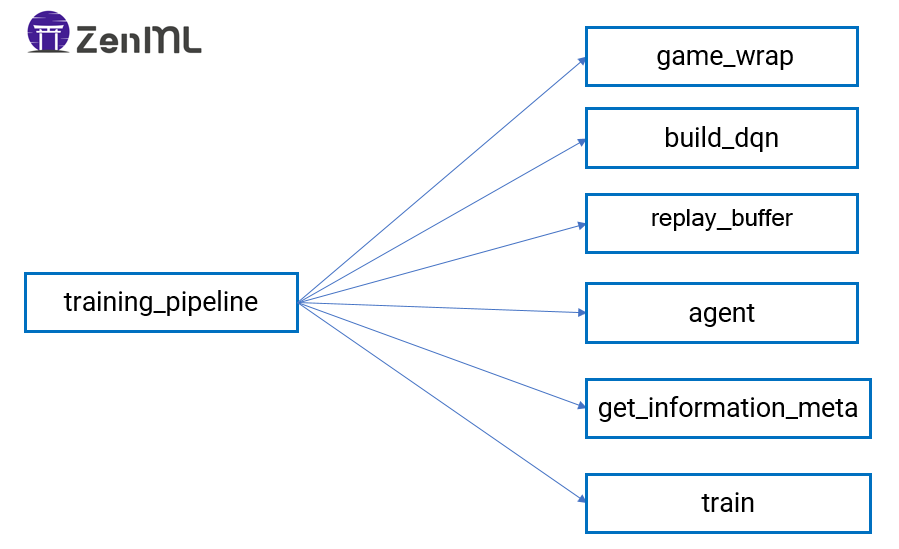 ZenML
game_wrap
build_dqn
replay_buffer
training_pipeline
agent
get_information_meta
train